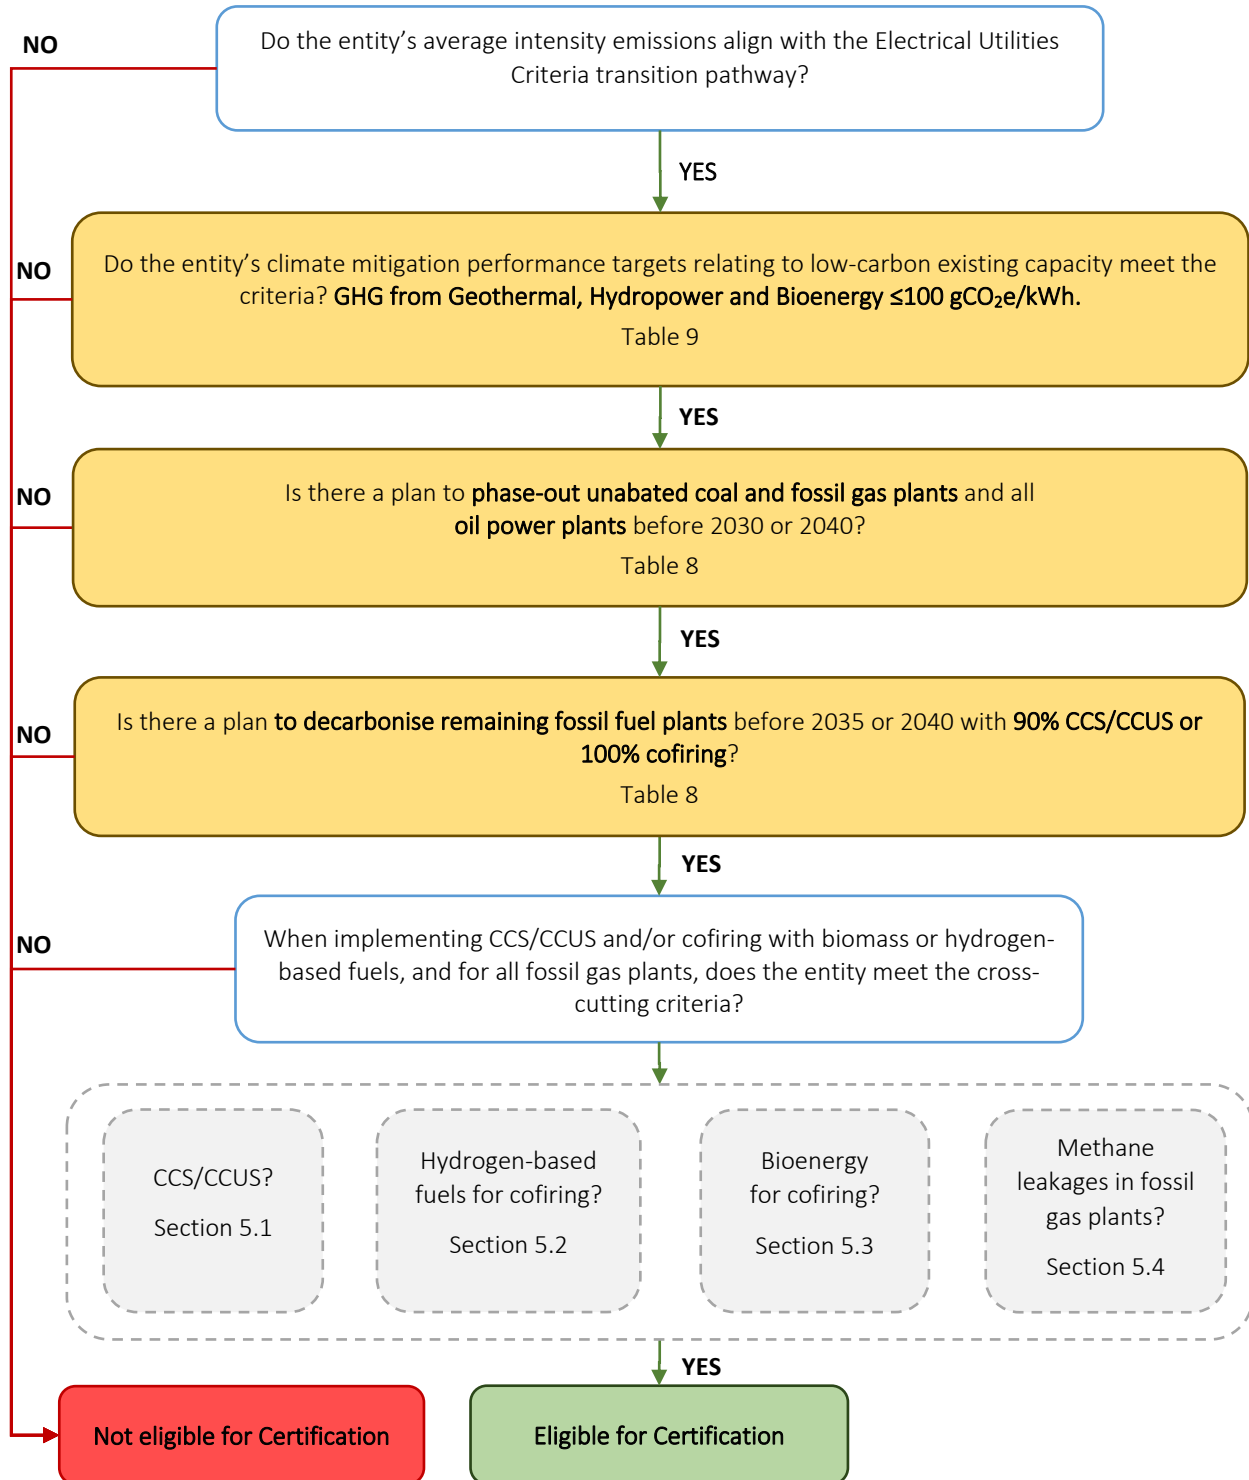 NO
Do the entity's average intensity emissions align with the Electrical Utilities
Criteria transition pathway?
YES
NO
Do the entity's climate mitigation performance targets relating to low-carbon existing capacity meet the
criteria? GHG from Geothermal, Hydropower and Bioenergy ≤100 gCO₂e/kWh.
Table 9
YES
NO
Is there a plan to phase-out unabated coal and fossil gas plants and all
oil power plants before 2030 or 2040?
Table 8
YES
NO
Is there a plan to decarbonise remaining fossil fuel plants before 2035 or 2040 with 90% CCS/CCUS or
100% cofiring?
Table 8
YES
NO
When implementing CCS/CCUS and/or cofiring with biomass or hydrogen-
based fuels, and for all fossil gas plants, does the entity meet the cross-
cutting criteria?
CCS/CCUS?
Section 5.1
Hydrogen-based
fuels for cofiring?
Section 5.2
Bioenergy
for cofiring?
Section 5.3
Methane
leakages in fossil
gas plants?
Section 5.4
YES
Not eligible for Certification
Eligible for Certification